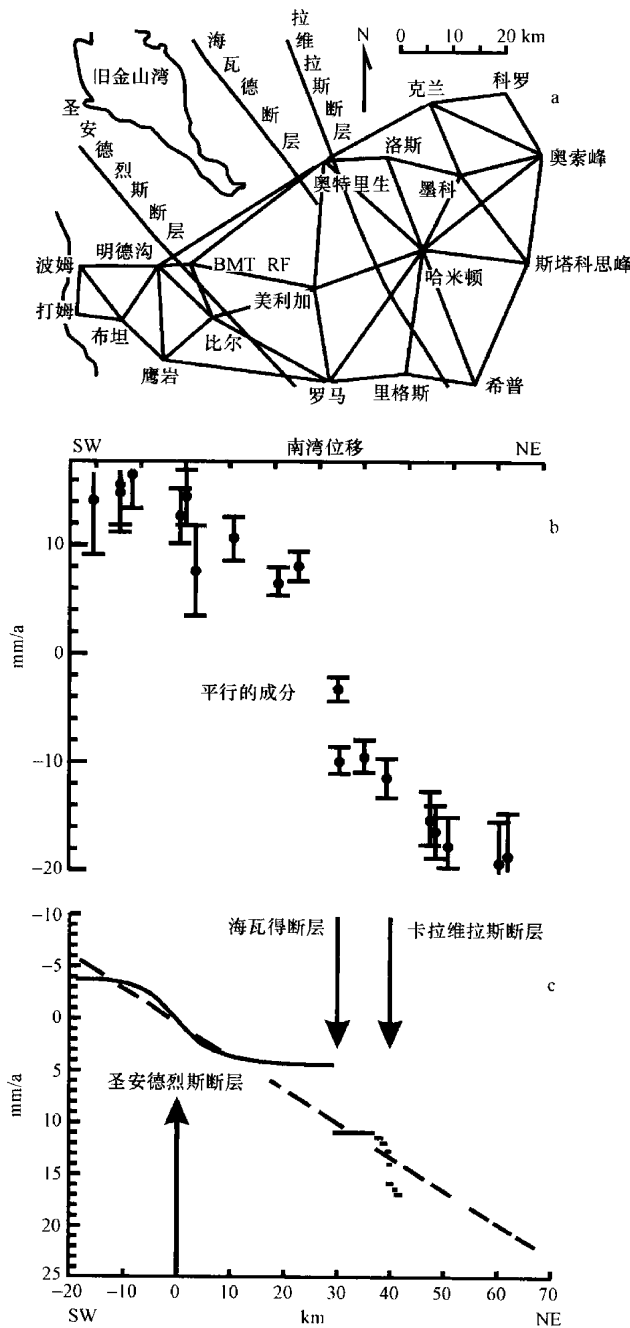 N
0 10 20 km
a
旧金山湾
海瓦德断层
拉维拉斯断层
圣安德烈斯断层
克兰
科罗
洛斯
奥索峰
奥特里生
墨科
明德沟
波姆
BMT RF
哈米顿
斯塔科思峰
美利加
打姆
布坦
比尔
鹰岩
罗马
里格斯
希普
SW
南湾位移
NE
b
10
0
-10
-20
mm/a
平行的成分
海瓦得断层
卡拉维拉斯断层
c
-10
-5
0
5
10
15
20
25
mm/a
圣安德烈斯断层
-20 -10 0 10 20 30 40 50 60 70
SW
km
NE